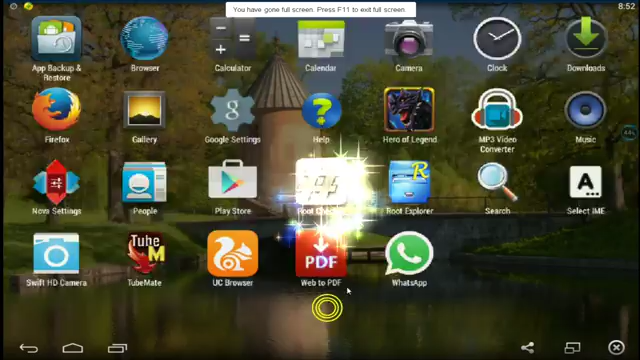 You have gone full screen. Press F11 to exit full screen.
8:52
App Backup &
Restore
Browser
Calculator
Calendar
Camera
Clock
Downloads
Firefox
Gallery
Google Settings
Help
Hero of Legend
MP3 Video
Converter
Music
Nova Settings
People
Play Store
Root
Root Explorer
Search
Select IME
Swift HD Camera
TubeMate
UC Browser
Web to PDF
WhatsApp
g
?
R
A
Tube
M
PDF